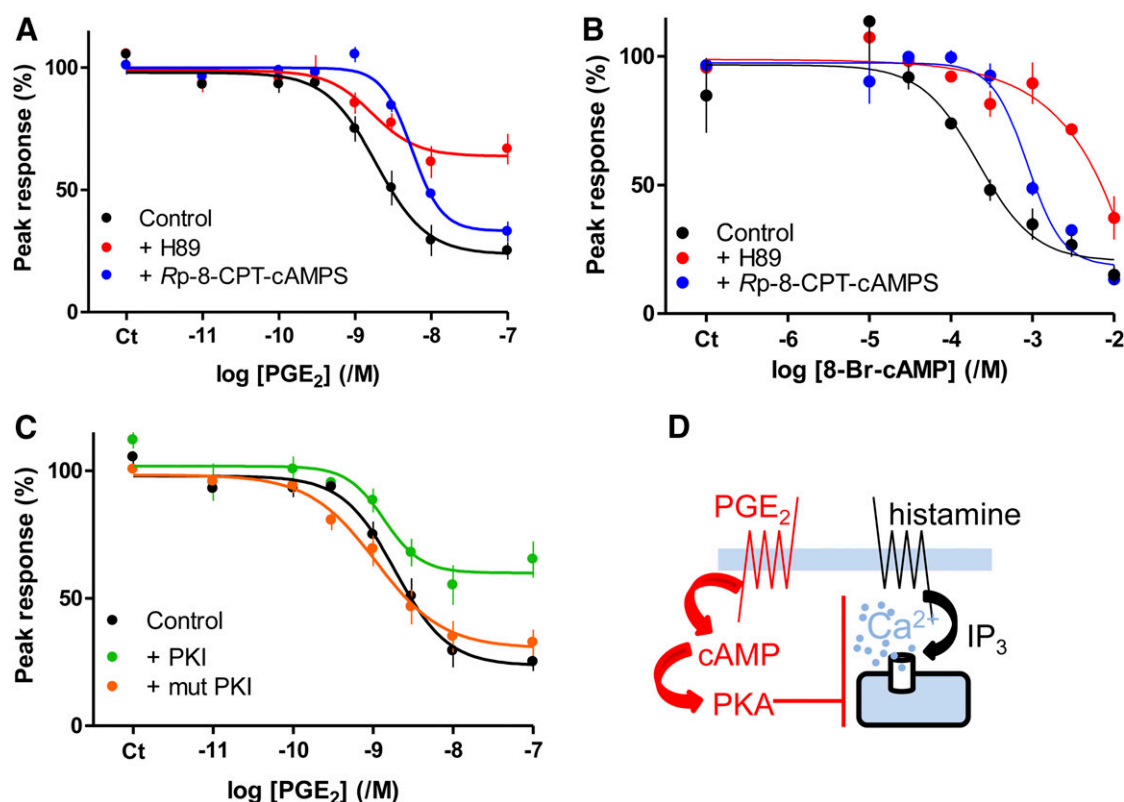 A
Peak response (%)
100
50
0
Control
+ H89
+ Rp-8-CPT-cAMPS
Ct -11 -10 -9 -8 -7
log [PGE₂] (/M)
B
Peak response (%)
100
50
0
Control
+ H89
+ Rp-8-CPT-cAMPS
Ct -6 -5 -4 -3 -2
log [8-Br-cAMP] (/M)
C
Peak response (%)
100
50
0
Control
+ PKI
+ mut PKI
Ct -11 -10 -9 -8 -7
log [PGE₂] (/M)
D
PGE₂
histamine
Ca²⁺
IP₃
cAMP
PKA